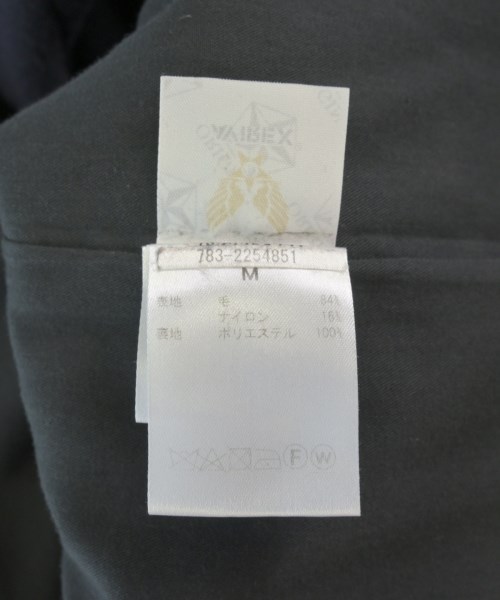 AVIREX
783-2254851
M
表地 毛 84%
ナイロン 16%
裏地 ポリエステル 100%
F W